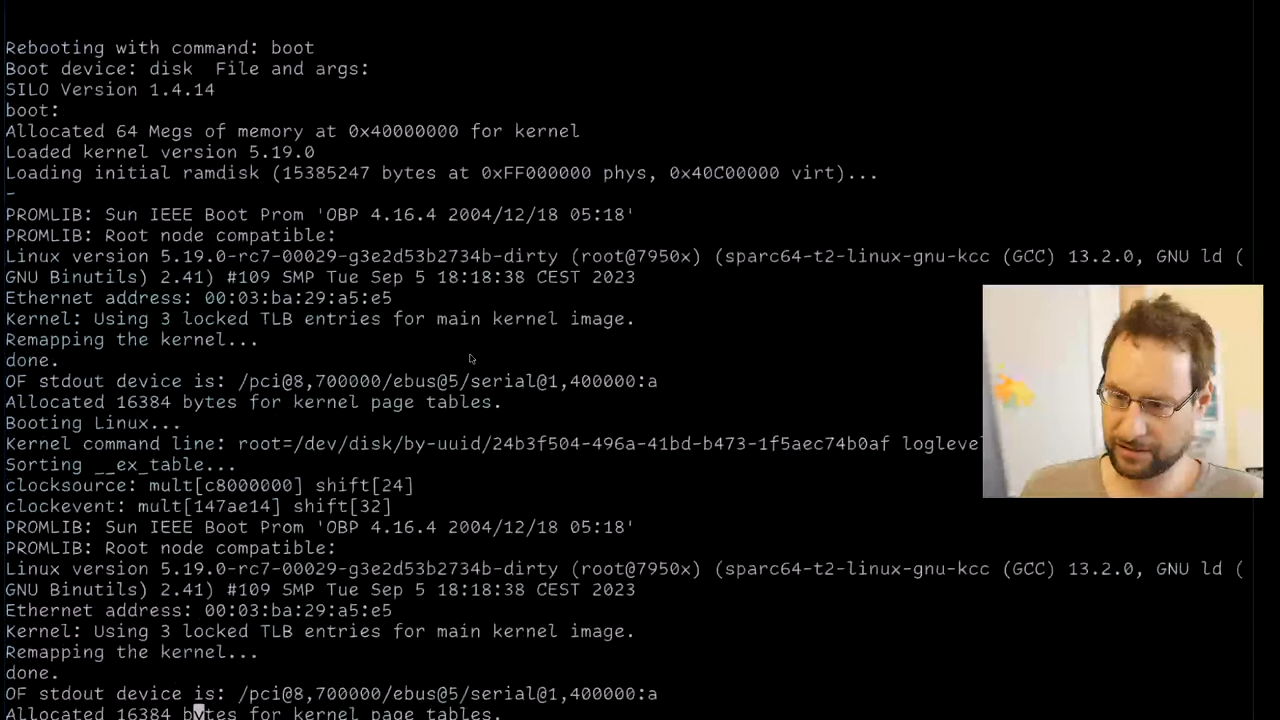 Rebooting with command: boot
Boot device: disk  File and args:
SILO Version 1.4.14
boot:
Allocated 64 Megs of memory at 0x40000000 for kernel
Loaded kernel version 5.19.0
Loading initial ramdisk (15385247 bytes at 0xFF000000 phys, 0x40C00000 virt)...
-
PROMLIB: Sun IEEE Boot Prom 'OBP 4.16.4 2004/12/18 05:18'
PROMLIB: Root node compatible:
Linux version 5.19.0-rc7-00029-g3e2d53b2734b-dirty (root@7950x) (sparc64-t2-linux-gnu-kcc (GCC) 13.2.0, GNU ld (
GNU Binutils) 2.41) #109 SMP Tue Sep 5 18:18:38 CEST 2023
Ethernet address: 00:03:ba:29:a5:e5
Kernel: Using 3 locked TLB entries for main kernel image.
Remapping the kernel...
done.
OF stdout device is: /pci@8,700000/ebus@5/serial@1,400000:a
Allocated 16384 bytes for kernel page tables.
Booting Linux...
Kernel command line: root=/dev/disk/by-uuid/24b3f504-496a-41bd-b473-1f5aec74b0af loglevel
Sorting __ex_table...
clocksource: mult[c8000000] shift[24]
clockevent: mult[147ae14] shift[32]
PROMLIB: Sun IEEE Boot Prom 'OBP 4.16.4 2004/12/18 05:18'
PROMLIB: Root node compatible:
Linux version 5.19.0-rc7-00029-g3e2d53b2734b-dirty (root@7950x) (sparc64-t2-linux-gnu-kcc (GCC) 13.2.0, GNU ld (
GNU Binutils) 2.41) #109 SMP Tue Sep 5 18:18:38 CEST 2023
Ethernet address: 00:03:ba:29:a5:e5
Kernel: Using 3 locked TLB entries for main kernel image.
Remapping the kernel...
done.
OF stdout device is: /pci@8,700000/ebus@5/serial@1,400000:a
Allocated 16384 bytes for kernel page tables.